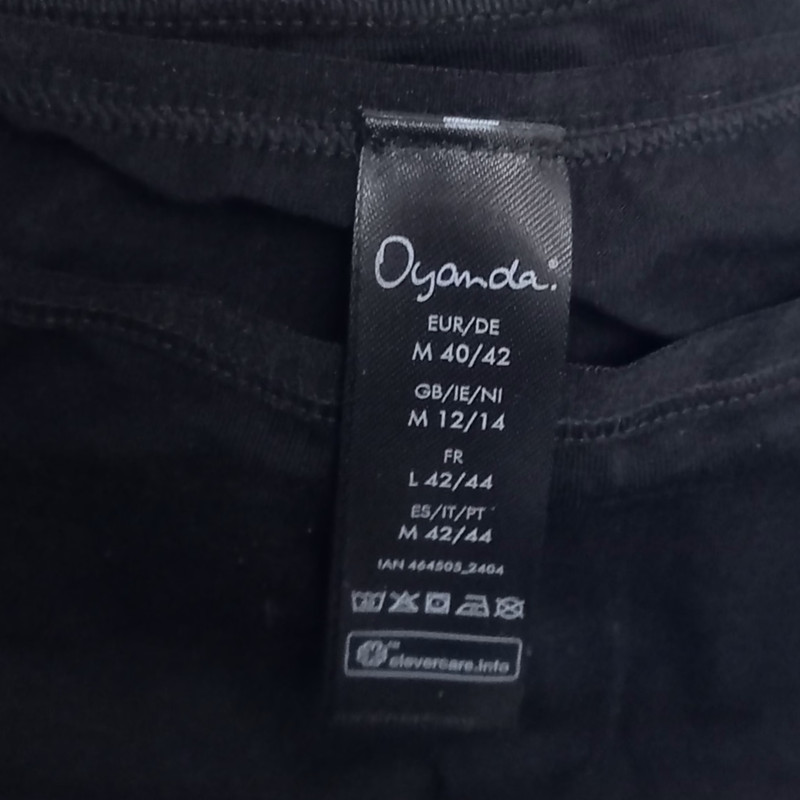 Oyanda®
EUR/DE
M 40/42
GB/IE/NI
M 12/14
FR
L 42/44
ES/IT/PT
M 42/44
IAN 464505_2404
clevercare.info